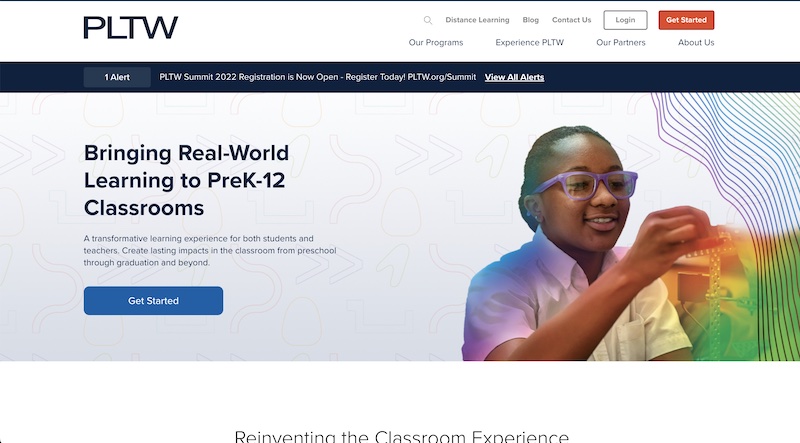 PLTW
Distance Learning
Blog
Contact Us
Login
Get Started
Our Programs
Experience PLTW
Our Partners
About Us
1 Alert
PLTW Summit 2022 Registration is Now Open - Register Today! PLTW.org/Summit
View All Alerts
Bringing Real-World
Learning to PreK-12
Classrooms
A transformative learning experience for both students and
teachers. Create lasting impacts in the classroom from preschool
through graduation and beyond.
Get Started
Reinventing the Classroom Experience